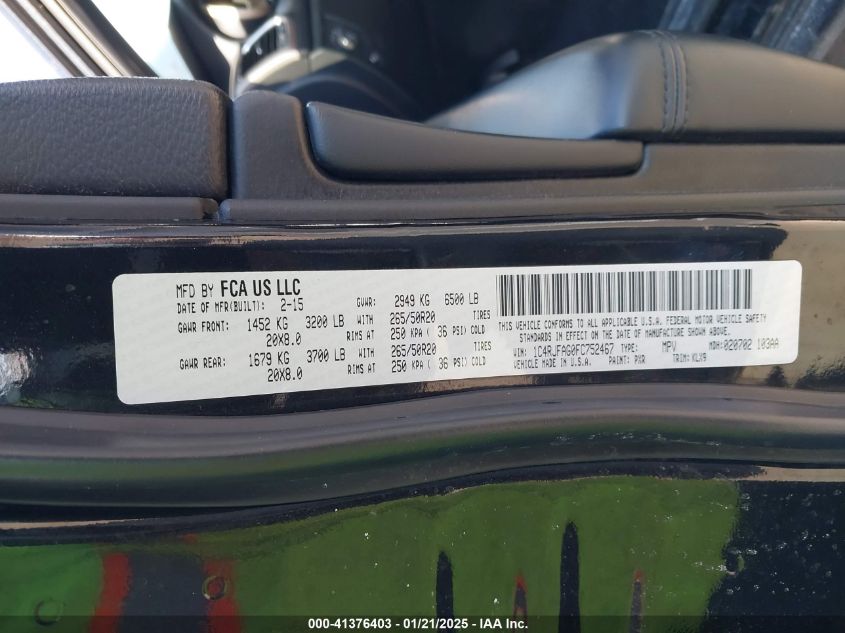 MFD BY FCA US LLC
DATE OF MFR(BUILT): 2-15 GVWR: 2949 KG 6500 LB
GAWR FRONT: 1452 KG 3200 LB WITH 265/50R20 TIRES
20X8.0 RIMS AT 250 KPA ( 36 PSI) COLD
GAWR REAR: 1679 KG 3700 LB WITH 265/50R20 TIRES
20X8.0 RIMS AT 250 KPA ( 36 PSI) COLD
THIS VEHICLE CONFORMS TO ALL APPLICABLE U.S.A. FEDERAL MOTOR VEHICLE SAFETY
STANDARDS IN EFFECT ON THE DATE OF MANUFACTURE SHOWN ABOVE.
VIN: 1C4RJFAG0FC752467 TYPE: MPV MDH: 020702 103AA
VEHICLE MADE IN U.S.A. PAINT: PXR TRIM: KLX9
000-41376403 - 01/21/2025 - IAA Inc.